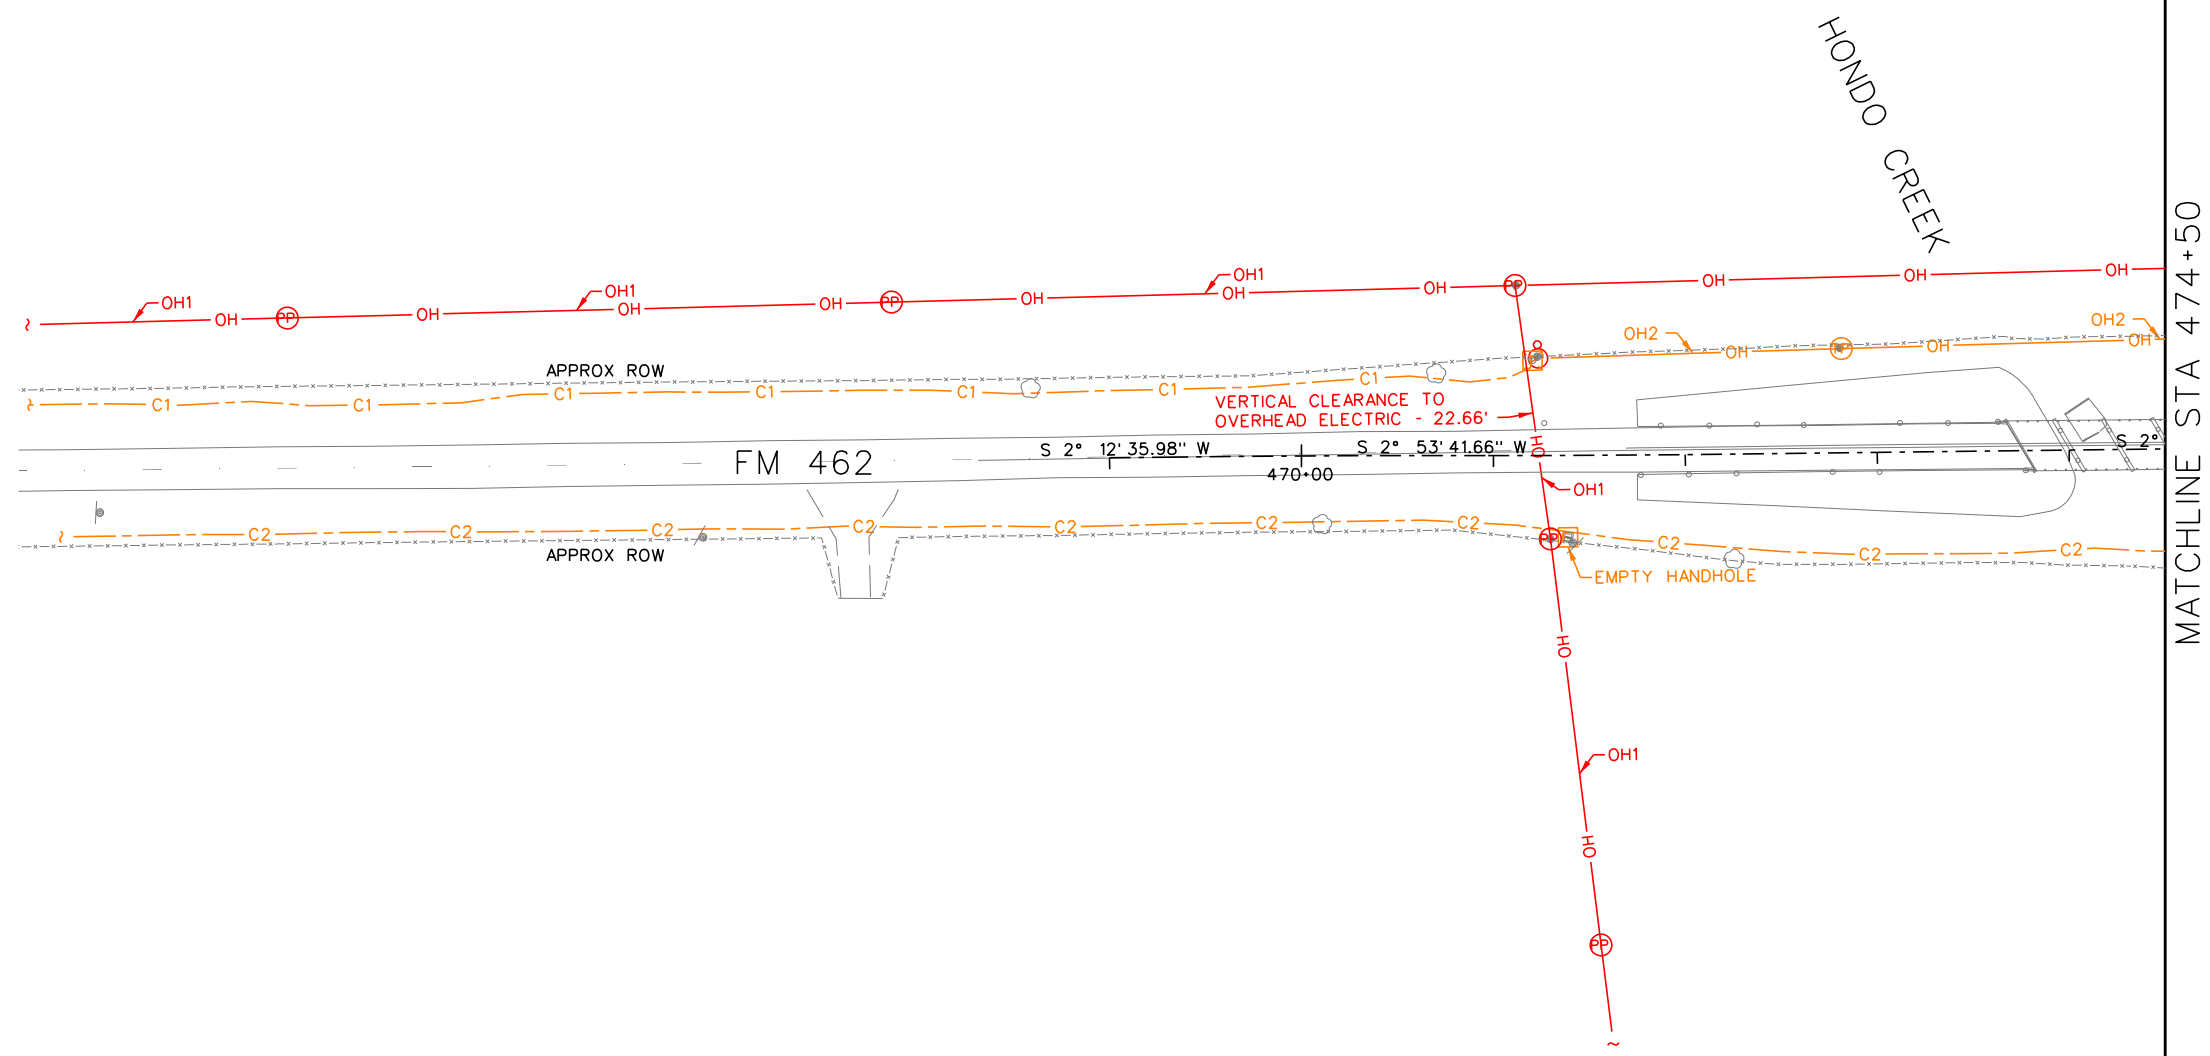 HONDO CREEK
MATCHLINE STA 474+50
OH1
OH1
OH1
OH
PP
OH
OH
OH
PP
OH
OH
OH
PP
OH
OH
OH
OH2
OH2
OH
OH
OH
APPROX ROW
C1
C1
C1
C1
C1
C1
C1
VERTICAL CLEARANCE TO
OVERHEAD ELECTRIC - 22.66'
OH
S 2° 12' 35.98" W
S 2° 53' 41.66" W
S 2°
FM 462
470+00
OH1
C2
C2
C2
C2
C2
C2
C2
C2
C2
C2
PP
APPROX ROW
EMPTY HANDHOLE
OH
OH1
OH
PP